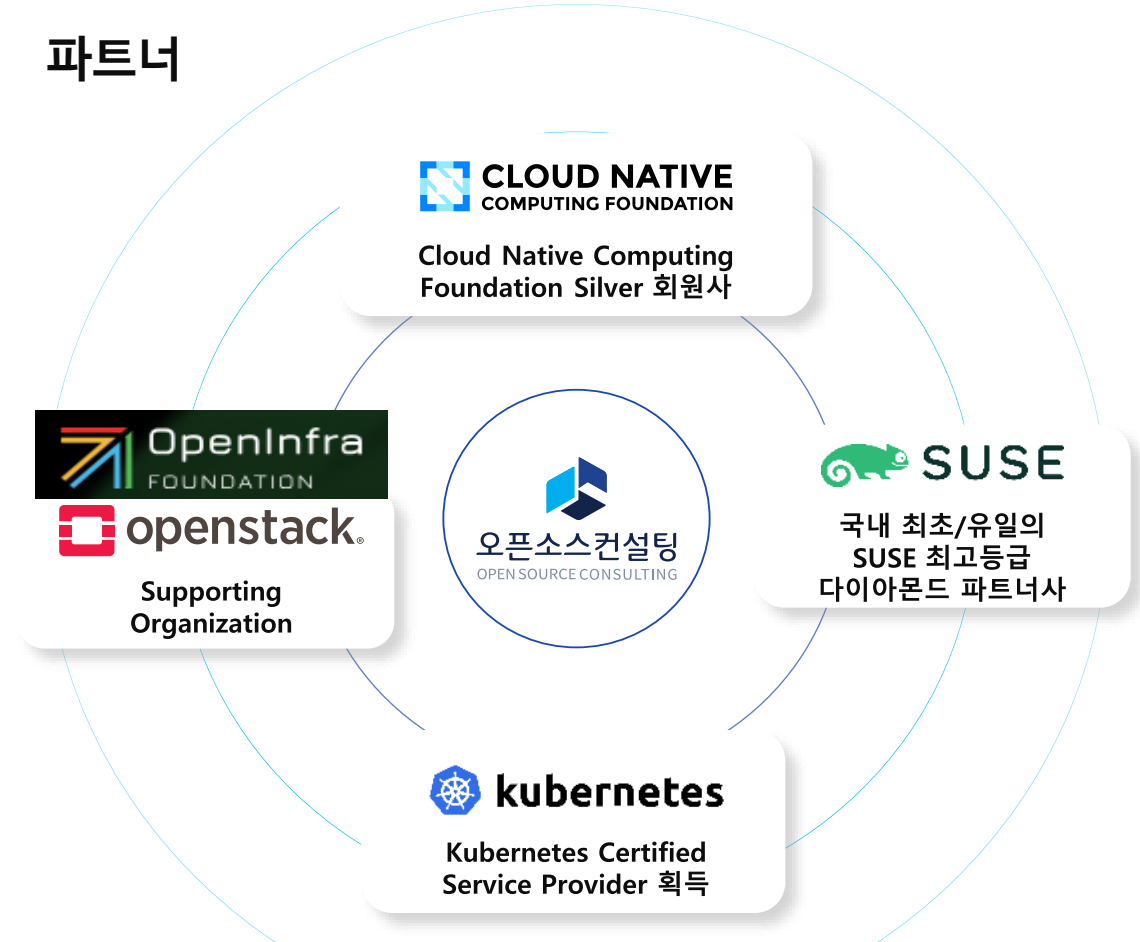 파트너
CLOUD NATIVE
COMPUTING FOUNDATION
Cloud Native Computing
Foundation Silver 회원사
OpenInfra
FOUNDATION
openstack®
Supporting
Organization
오픈소스컨설팅
OPEN SOURCE CONSULTING
SUSE
국내 최초/유일의
SUSE 최고등급
다이아몬드 파트너사
kubernetes
Kubernetes Certified
Service Provider 획득